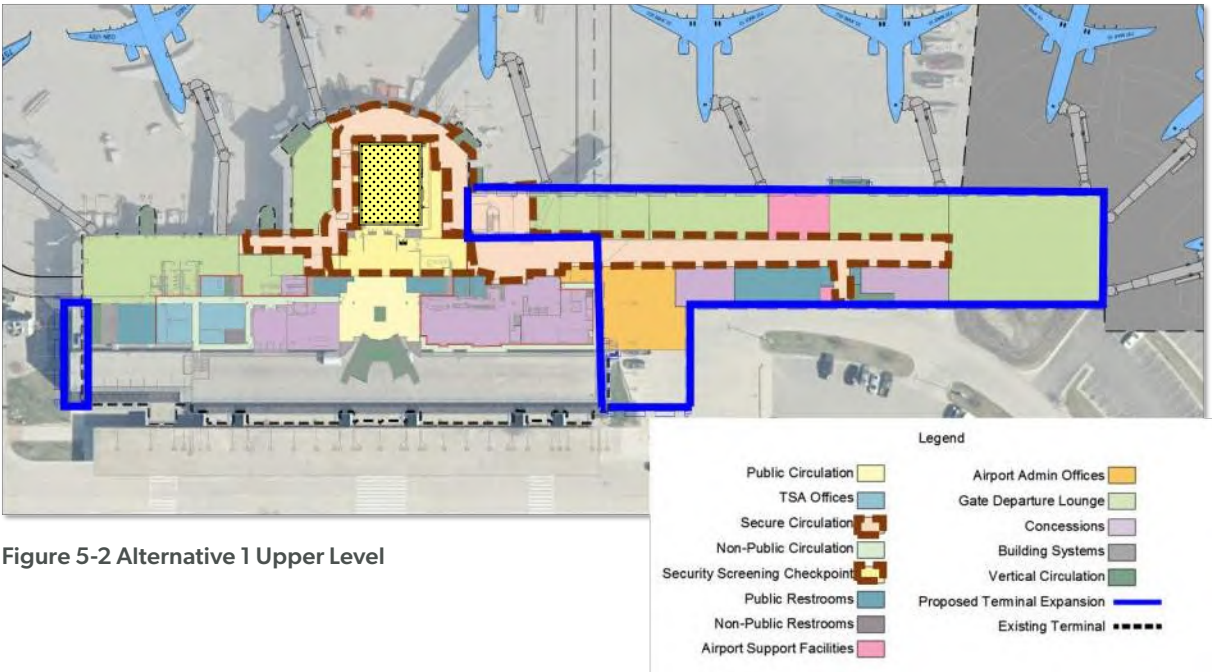 Legend
Public Circulation
TSA Offices
Secure Circulation
Non-Public Circulation
Security Screening Checkpoint
Public Restrooms
Non-Public Restrooms
Airport Support Facilities
Airport Admin Offices
Gate Departure Lounge
Concessions
Building Systems
Vertical Circulation
Proposed Terminal Expansion
Existing Terminal
Figure 5-2 Alternative 1 Upper Level